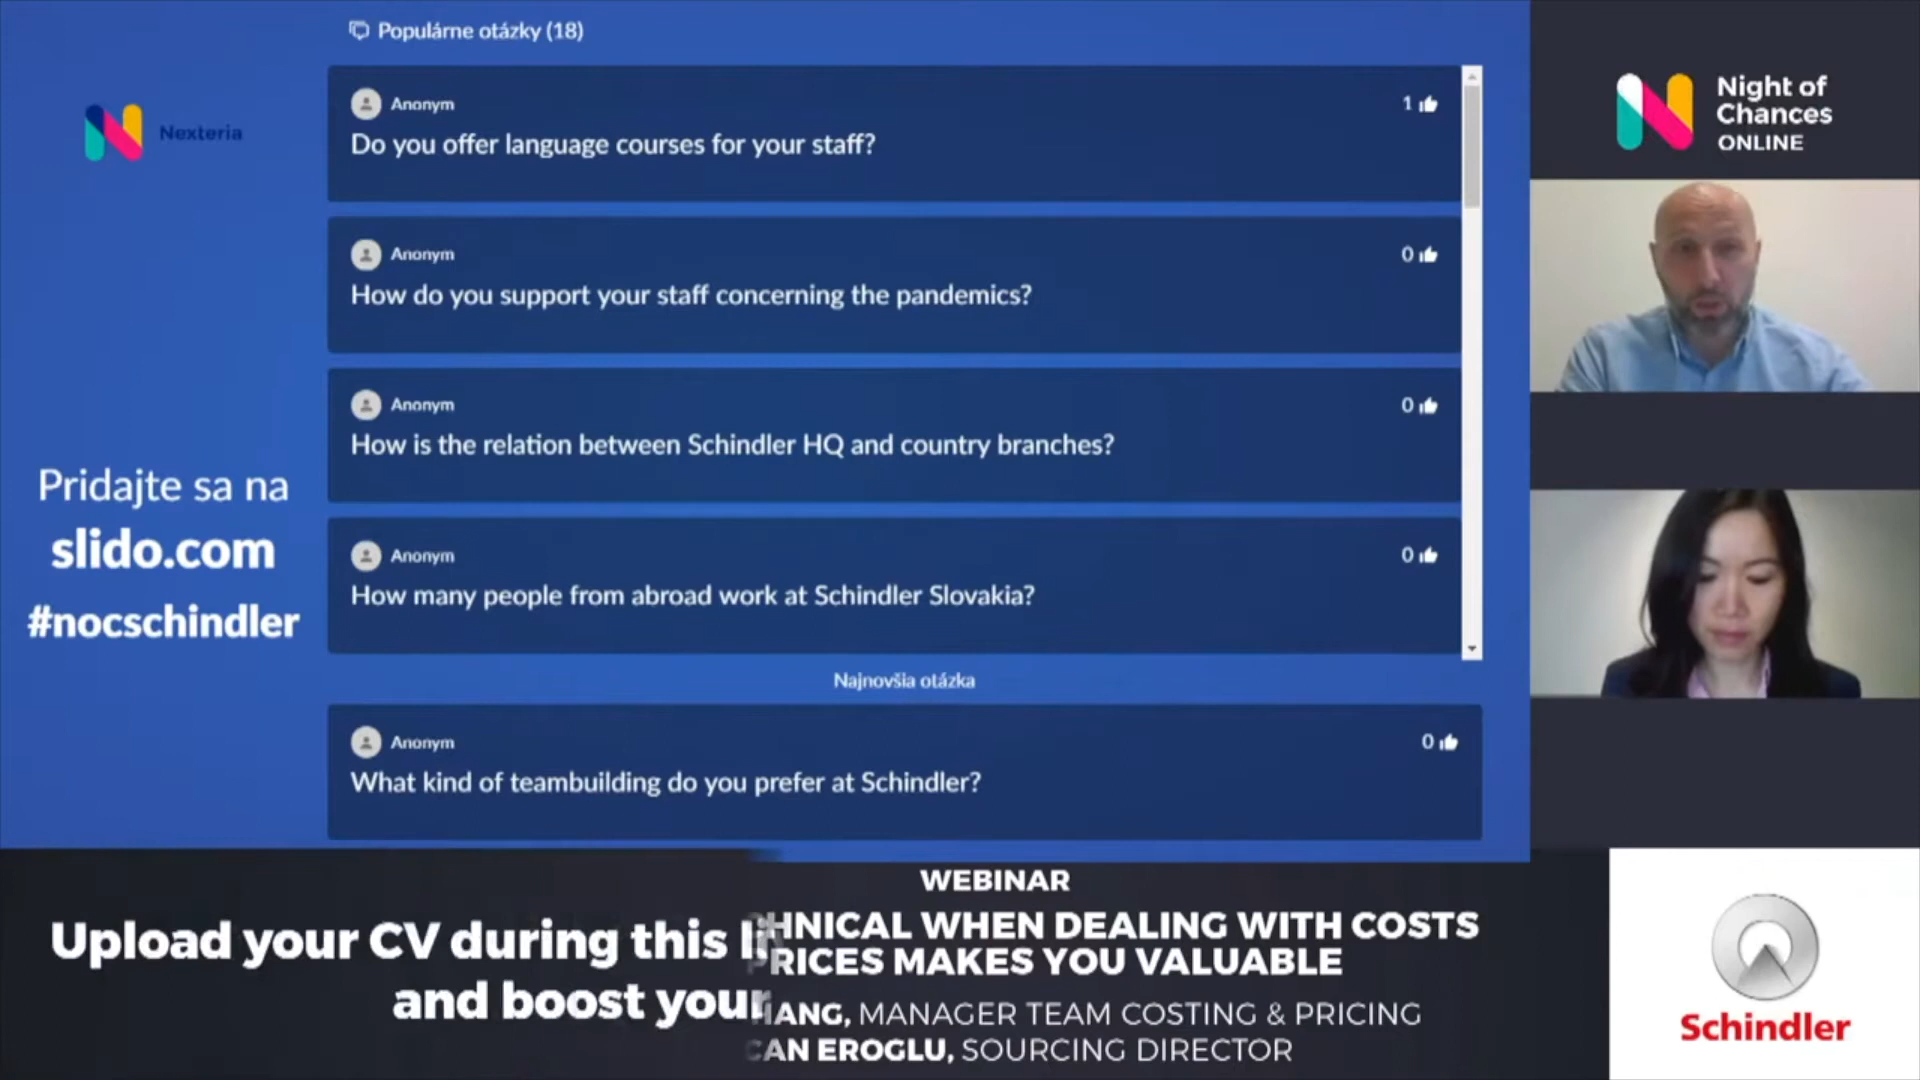 Populárne otázky (18)
Nexteria
Anonym
1
Do you offer language courses for your staff?
Anonym
0
How do you support your staff concerning the pandemics?
Anonym
0
How is the relation between Schindler HQ and country branches?
Anonym
0
How many people from abroad work at Schindler Slovakia?
Najnovšia otázka
Anonym
0
What kind of teambuilding do you prefer at Schindler?
Pridajte sa na
slido.com
#nocschindler
Night of
Chances
ONLINE
Upload your CV during this
and boost your
WEBINAR
WHEN DEALING WITH COSTS
MAKES YOU VALUABLE
MANAGER TEAM COSTING & PRICING
EROGLU, SOURCING DIRECTOR
Schindler